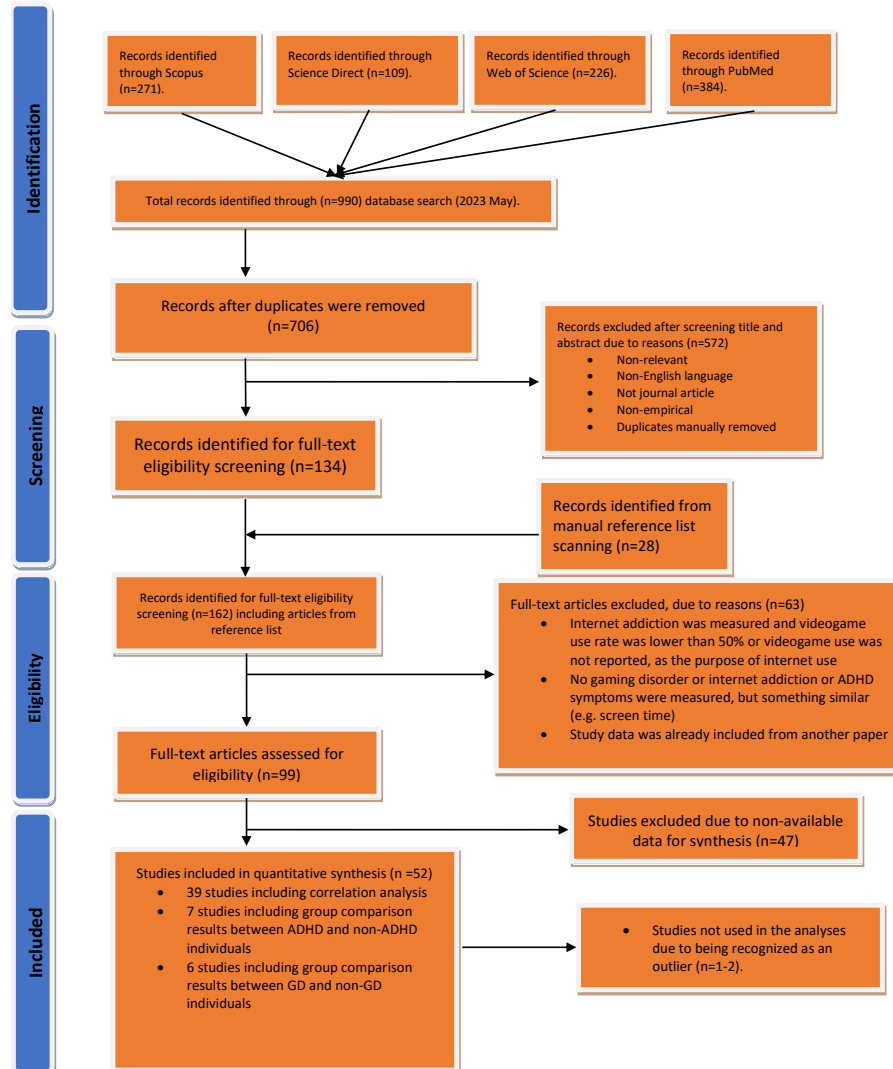 Identification
Records identified
through Scopus
(n=271).
Records identified through
Science Direct (n=109).
Records identified through
Web of Science (n=226).
Records identified
through PubMed
(n=384).
Total records identified through (n=990) database search (2023 May).
Records after duplicates were removed
(n=706)
Screening
Records excluded after screening title and
abstract due to reasons (n=572)
• Non-relevant
• Non-English language
• Not journal article
• Non-empirical
• Duplicates manually removed
Records identified for full-text
eligibility screening (n=134)
Records identified from
manual reference list
scanning (n=28)
Eligibility
Records identified for full-text eligibility
screening (n=162) including articles from
reference list
Full-text articles excluded, due to reasons (n=63)
• Internet addiction was measured and videogame
use rate was lower than 50% or videogame use was
not reported, as the purpose of internet use
• No gaming disorder or internet addiction or ADHD
symptoms were measured, but something similar
(e.g. screen time)
• Study data was already included from another paper
Full-text articles assessed for
eligibility (n=99)
Included
Studies excluded due to non-available
data for synthesis (n=47)
Studies included in quantitative synthesis (n =52)
• 39 studies including correlation analysis
• 7 studies including group comparison
results between ADHD and non-ADHD
individuals
• 6 studies including group comparison
results between GD and non-GD
individuals
• Studies not used in the analyses
due to being recognized as an
outlier (n=1-2).